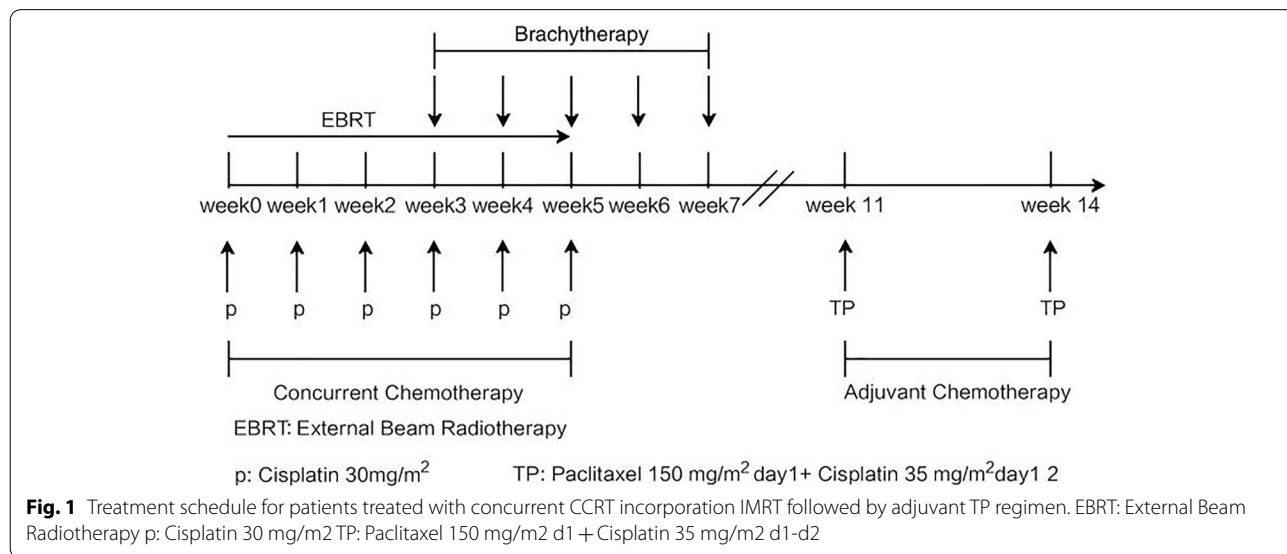 Brachytherapy
EBRT
week0 week1 week2 week3 week4 week5 week6 week7 week 11 week 14
p p p p p p TP TP
Concurrent Chemotherapy Adjuvant Chemotherapy
EBRT: External Beam Radiotherapy
p: Cisplatin 30mg/m² TP: Paclitaxel 150 mg/m² day1+ Cisplatin 35 mg/m²day1 2
Fig. 1 Treatment schedule for patients treated with concurrent CCRT incorporation IMRT followed by adjuvant TP regimen. EBRT: External Beam
Radiotherapy p: Cisplatin 30 mg/m2 TP: Paclitaxel 150 mg/m2 d1 + Cisplatin 35 mg/m2 d1-d2